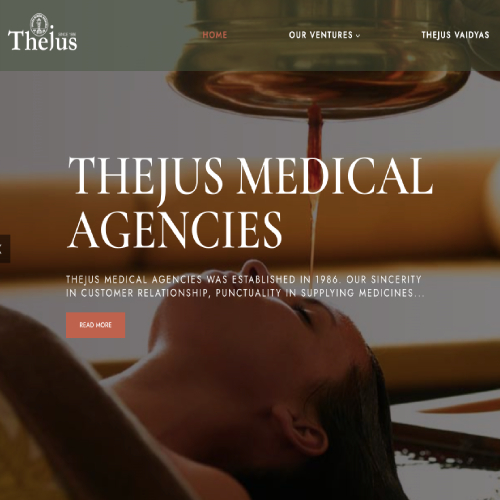 Thejus
SINCE 1986
HOME
OUR VENTURES
THEJUS VAIDYAS
THEJUS MEDICAL
AGENCIES
THEJUS MEDICAL AGENCIES WAS ESTABLISHED IN 1986. OUR SINCERITY
IN CUSTOMER RELATIONSHIP, PUNCTUALITY IN SUPPLYING MEDICINES...
READ MORE